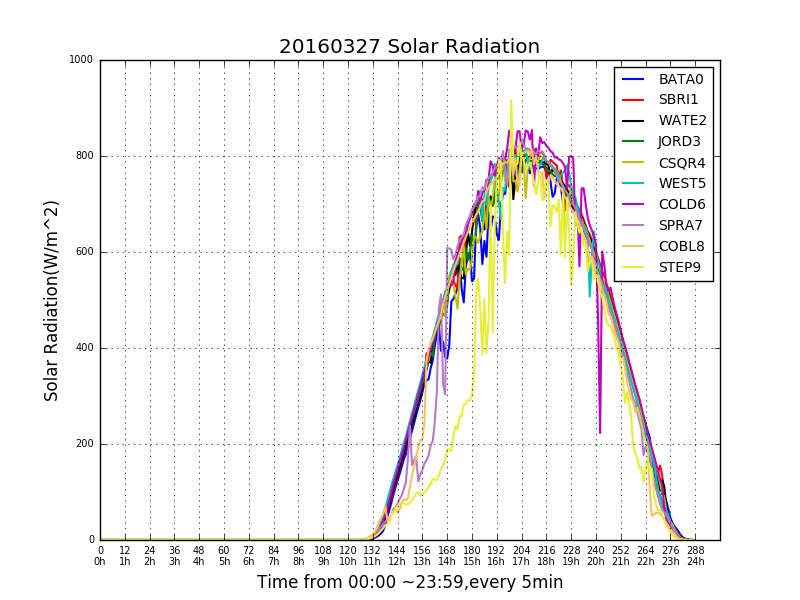 20160327 Solar Radiation
1000
800
600
400
200
0
Solar Radiation(W/m^2)
BATA0
SBRI1
WATE2
JORD3
CSQR4
WEST5
COLD6
SPRA7
COBL8
STEP9
0 12 24 36 48 60 72 84 96 108 120 132 144 156 168 180 192 204 216 228 240 252 264 276 288
0h 1h 2h 3h 4h 5h 6h 7h 8h 9h 10h 11h 12h 13h 14h 15h 16h 17h 18h 19h 20h 21h 22h 23h 24h
Time from 00:00 ~23:59,every 5min